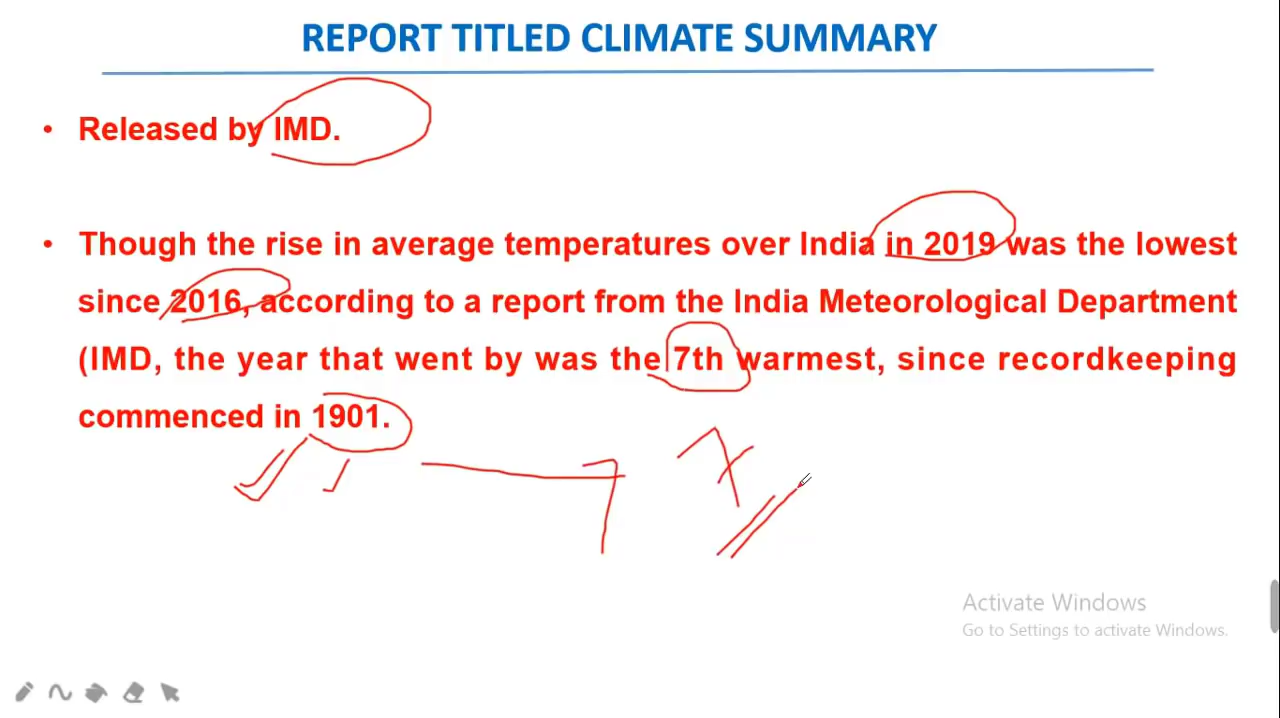 REPORT TITLED CLIMATE SUMMARY
• Released by IMD.
• Though the rise in average temperatures over India in 2019 was the lowest
since 2016, according to a report from the India Meteorological Department
(IMD, the year that went by was the 7th warmest, since recordkeeping
commenced in 1901.
7
Activate Windows
Go to Settings to activate Windows.